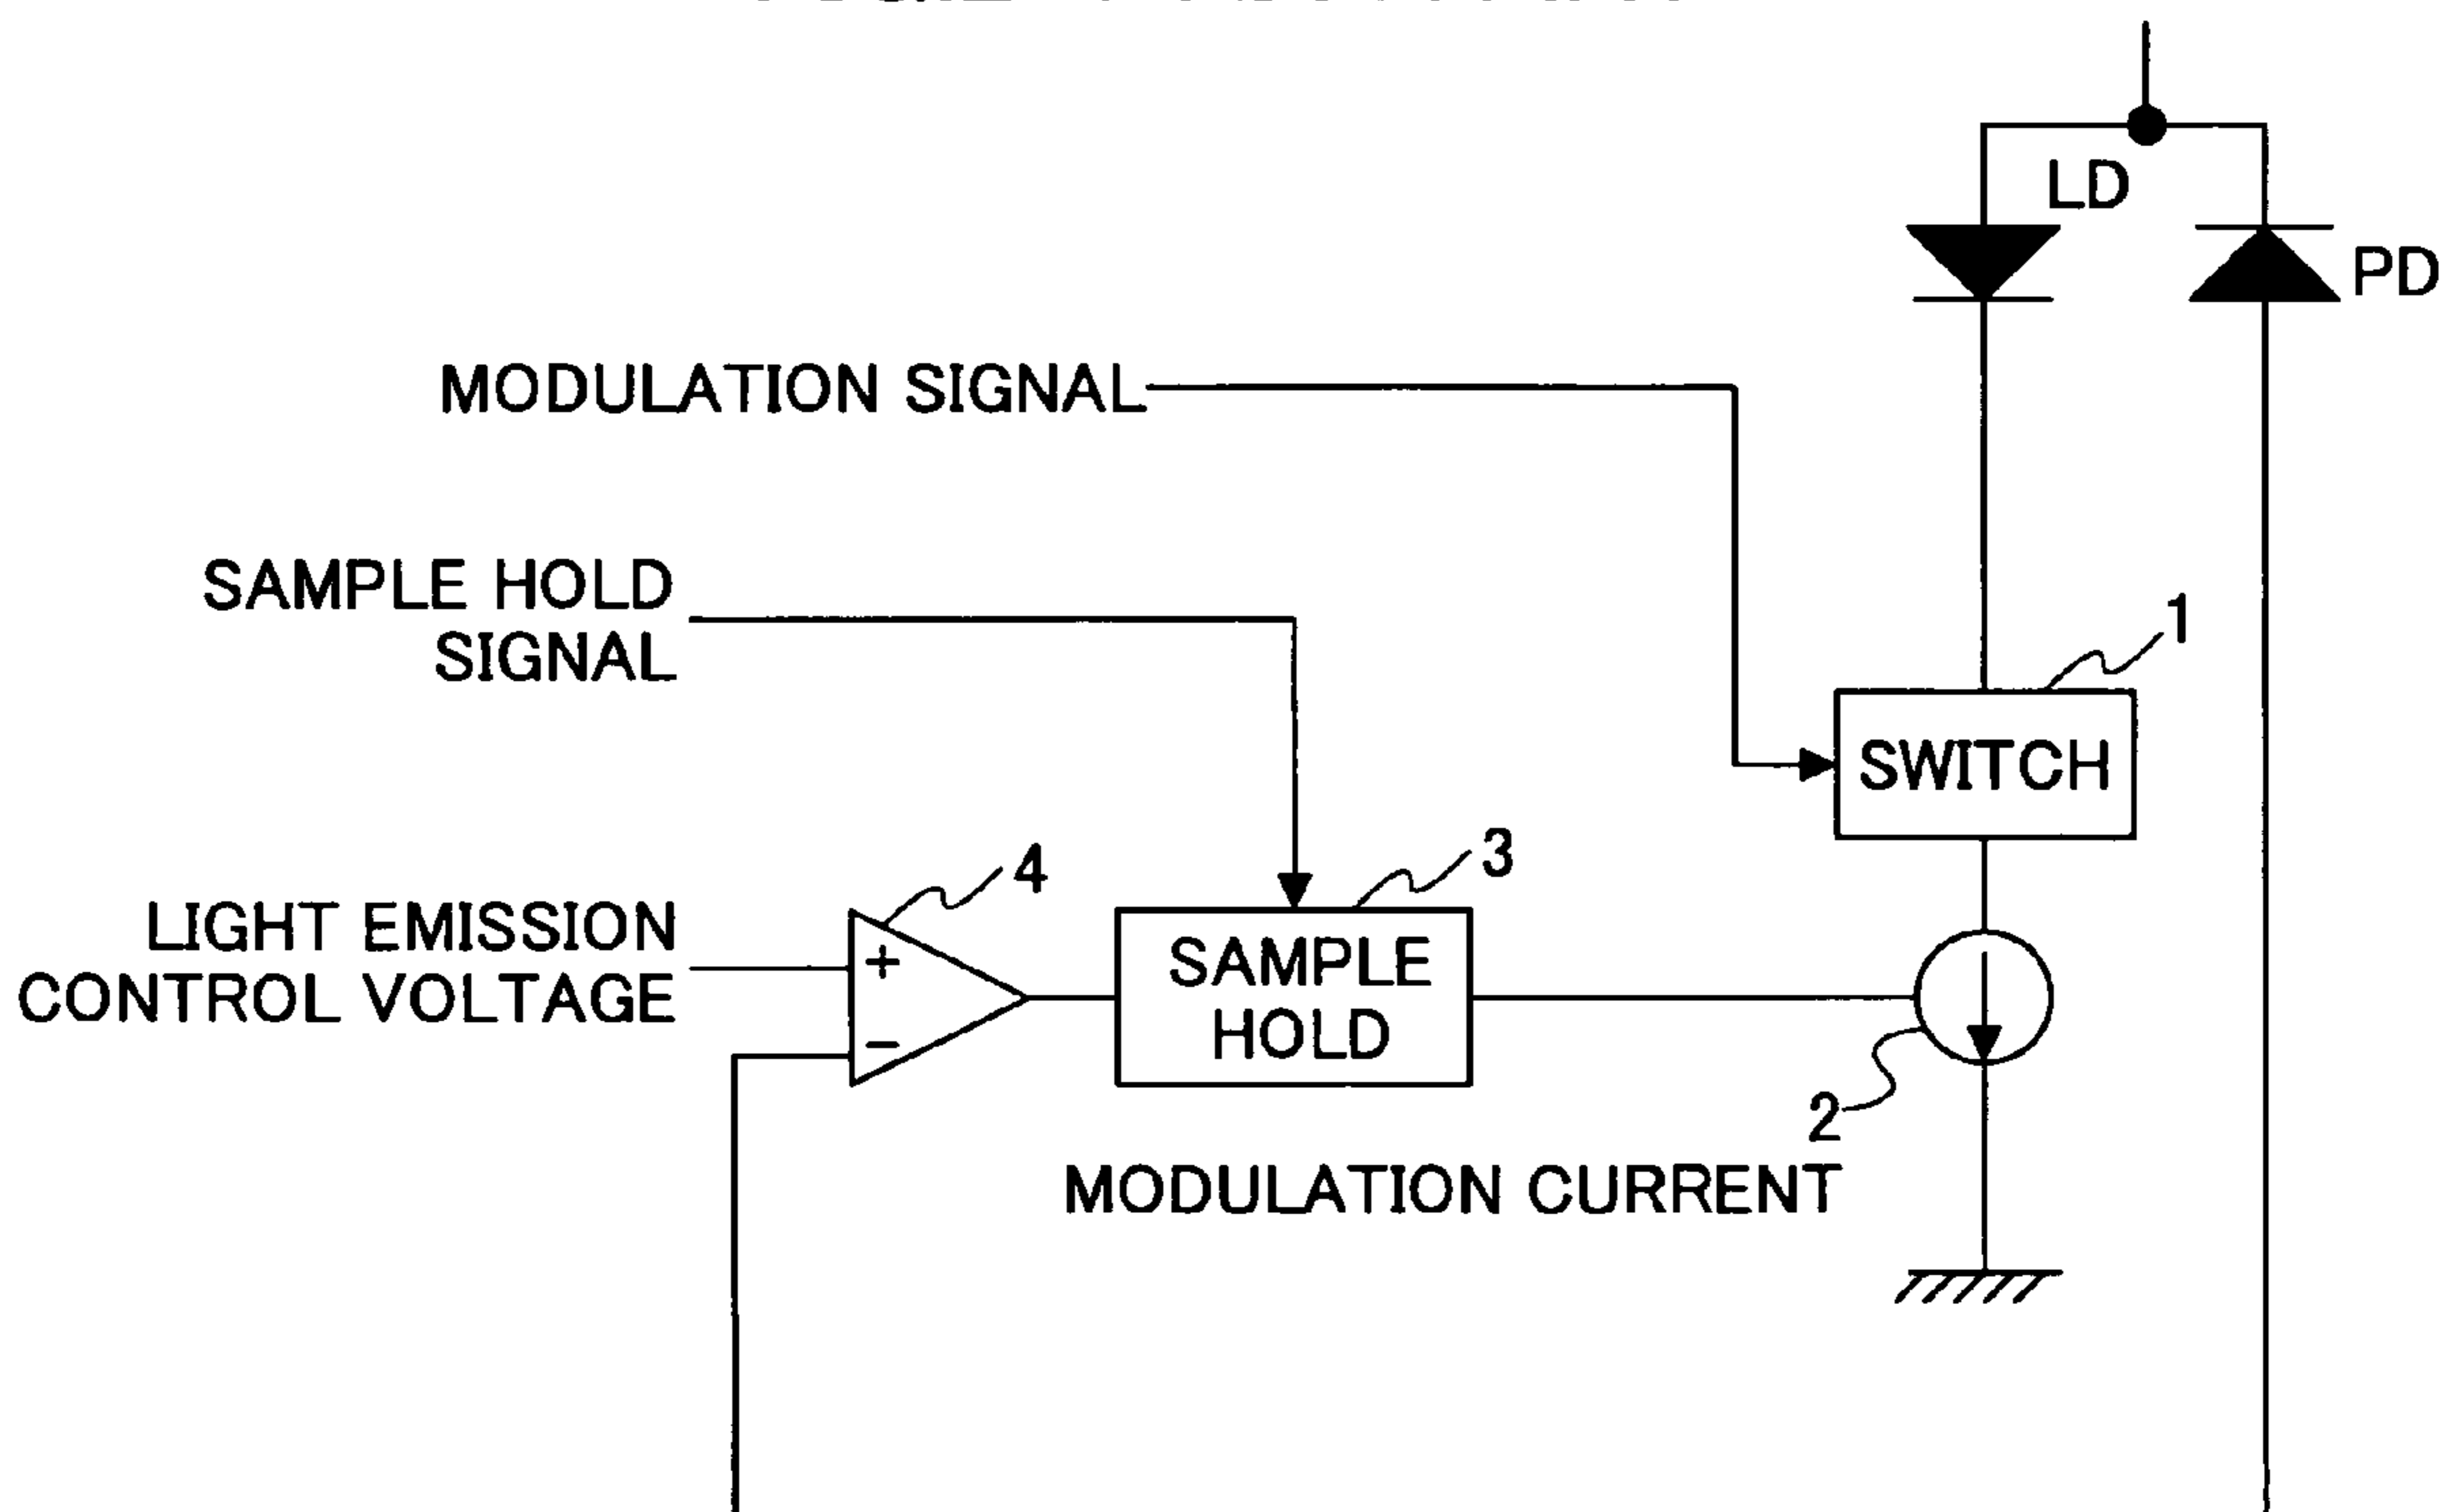 LD
PD
MODULATION SIGNAL
SAMPLE HOLD
SIGNAL
1
SWITCH
4
3
LIGHT EMISSION
CONTROL VOLTAGE
+
−
SAMPLE
HOLD
2
MODULATION CURRENT